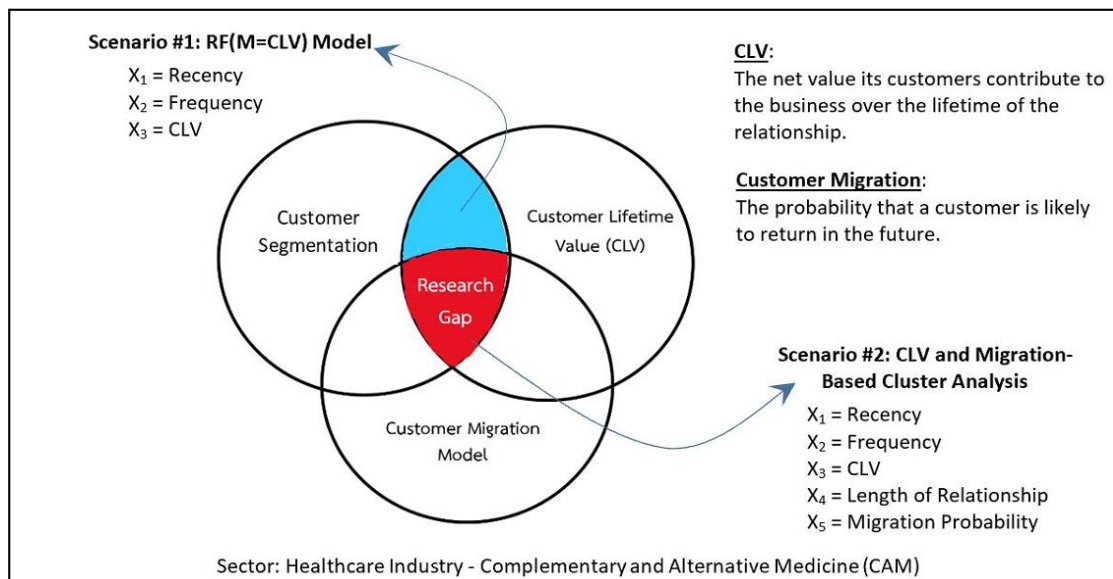 Scenario #1: RF(M=CLV) Model
X₁ = Recency
X₂ = Frequency
X₃ = CLV
CLV:
The net value its customers contribute to
the business over the lifetime of the
relationship.
Customer Migration:
The probability that a customer is likely
to return in the future.
Customer
Segmentation
Customer Lifetime
Value (CLV)
Research
Gap
Customer Migration
Model
Scenario #2: CLV and Migration-
Based Cluster Analysis
X₁ = Recency
X₂ = Frequency
X₃ = CLV
X₄ = Length of Relationship
X₅ = Migration Probability
Sector: Healthcare Industry - Complementary and Alternative Medicine (CAM)